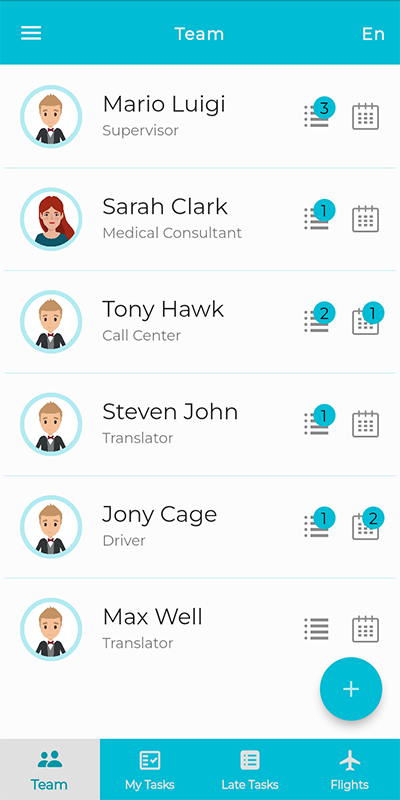 Team En
Mario Luigi
3
Supervisor
Sarah Clark
1
Medical Consultant
Tony Hawk
2 1
Call Center
Steven John
1
Translator
Jony Cage
1 2
Driver
Max Well
Translator
+
Team My Tasks Late Tasks Flights